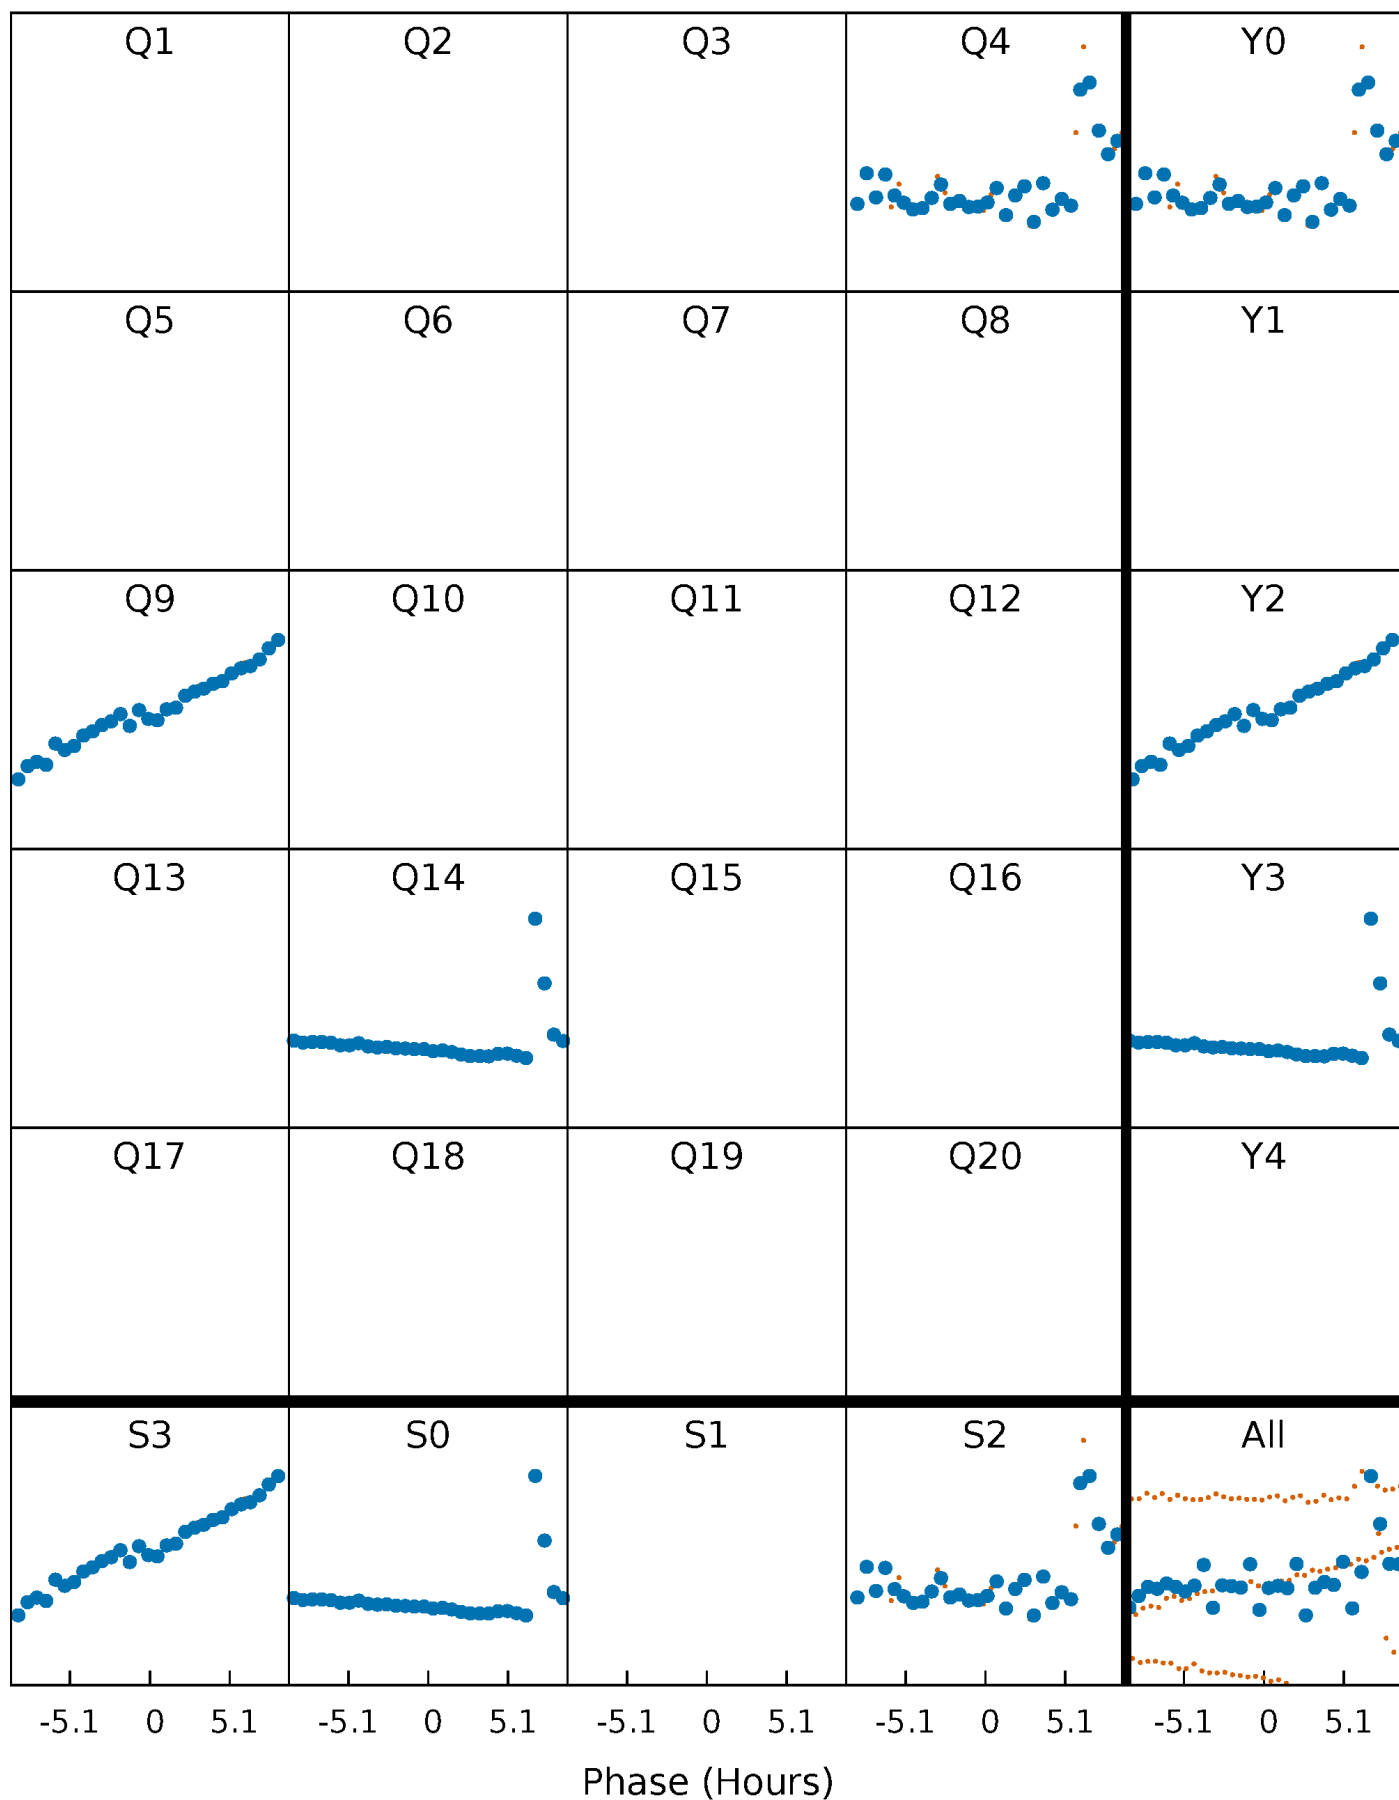 Q1 Q2 Q3 Q4 Y0
Q5 Q6 Q7 Q8 Y1
Q9 Q10 Q11 Q12 Y2
Q13 Q14 Q15 Q16 Y3
Q17 Q18 Q19 Q20 Y4
S3 S0 S1 S2 All
-5.1 0 5.1 -5.1 0 5.1 -5.1 0 5.1 -5.1 0 5.1 -5.1 0 5.1
Phase (Hours)